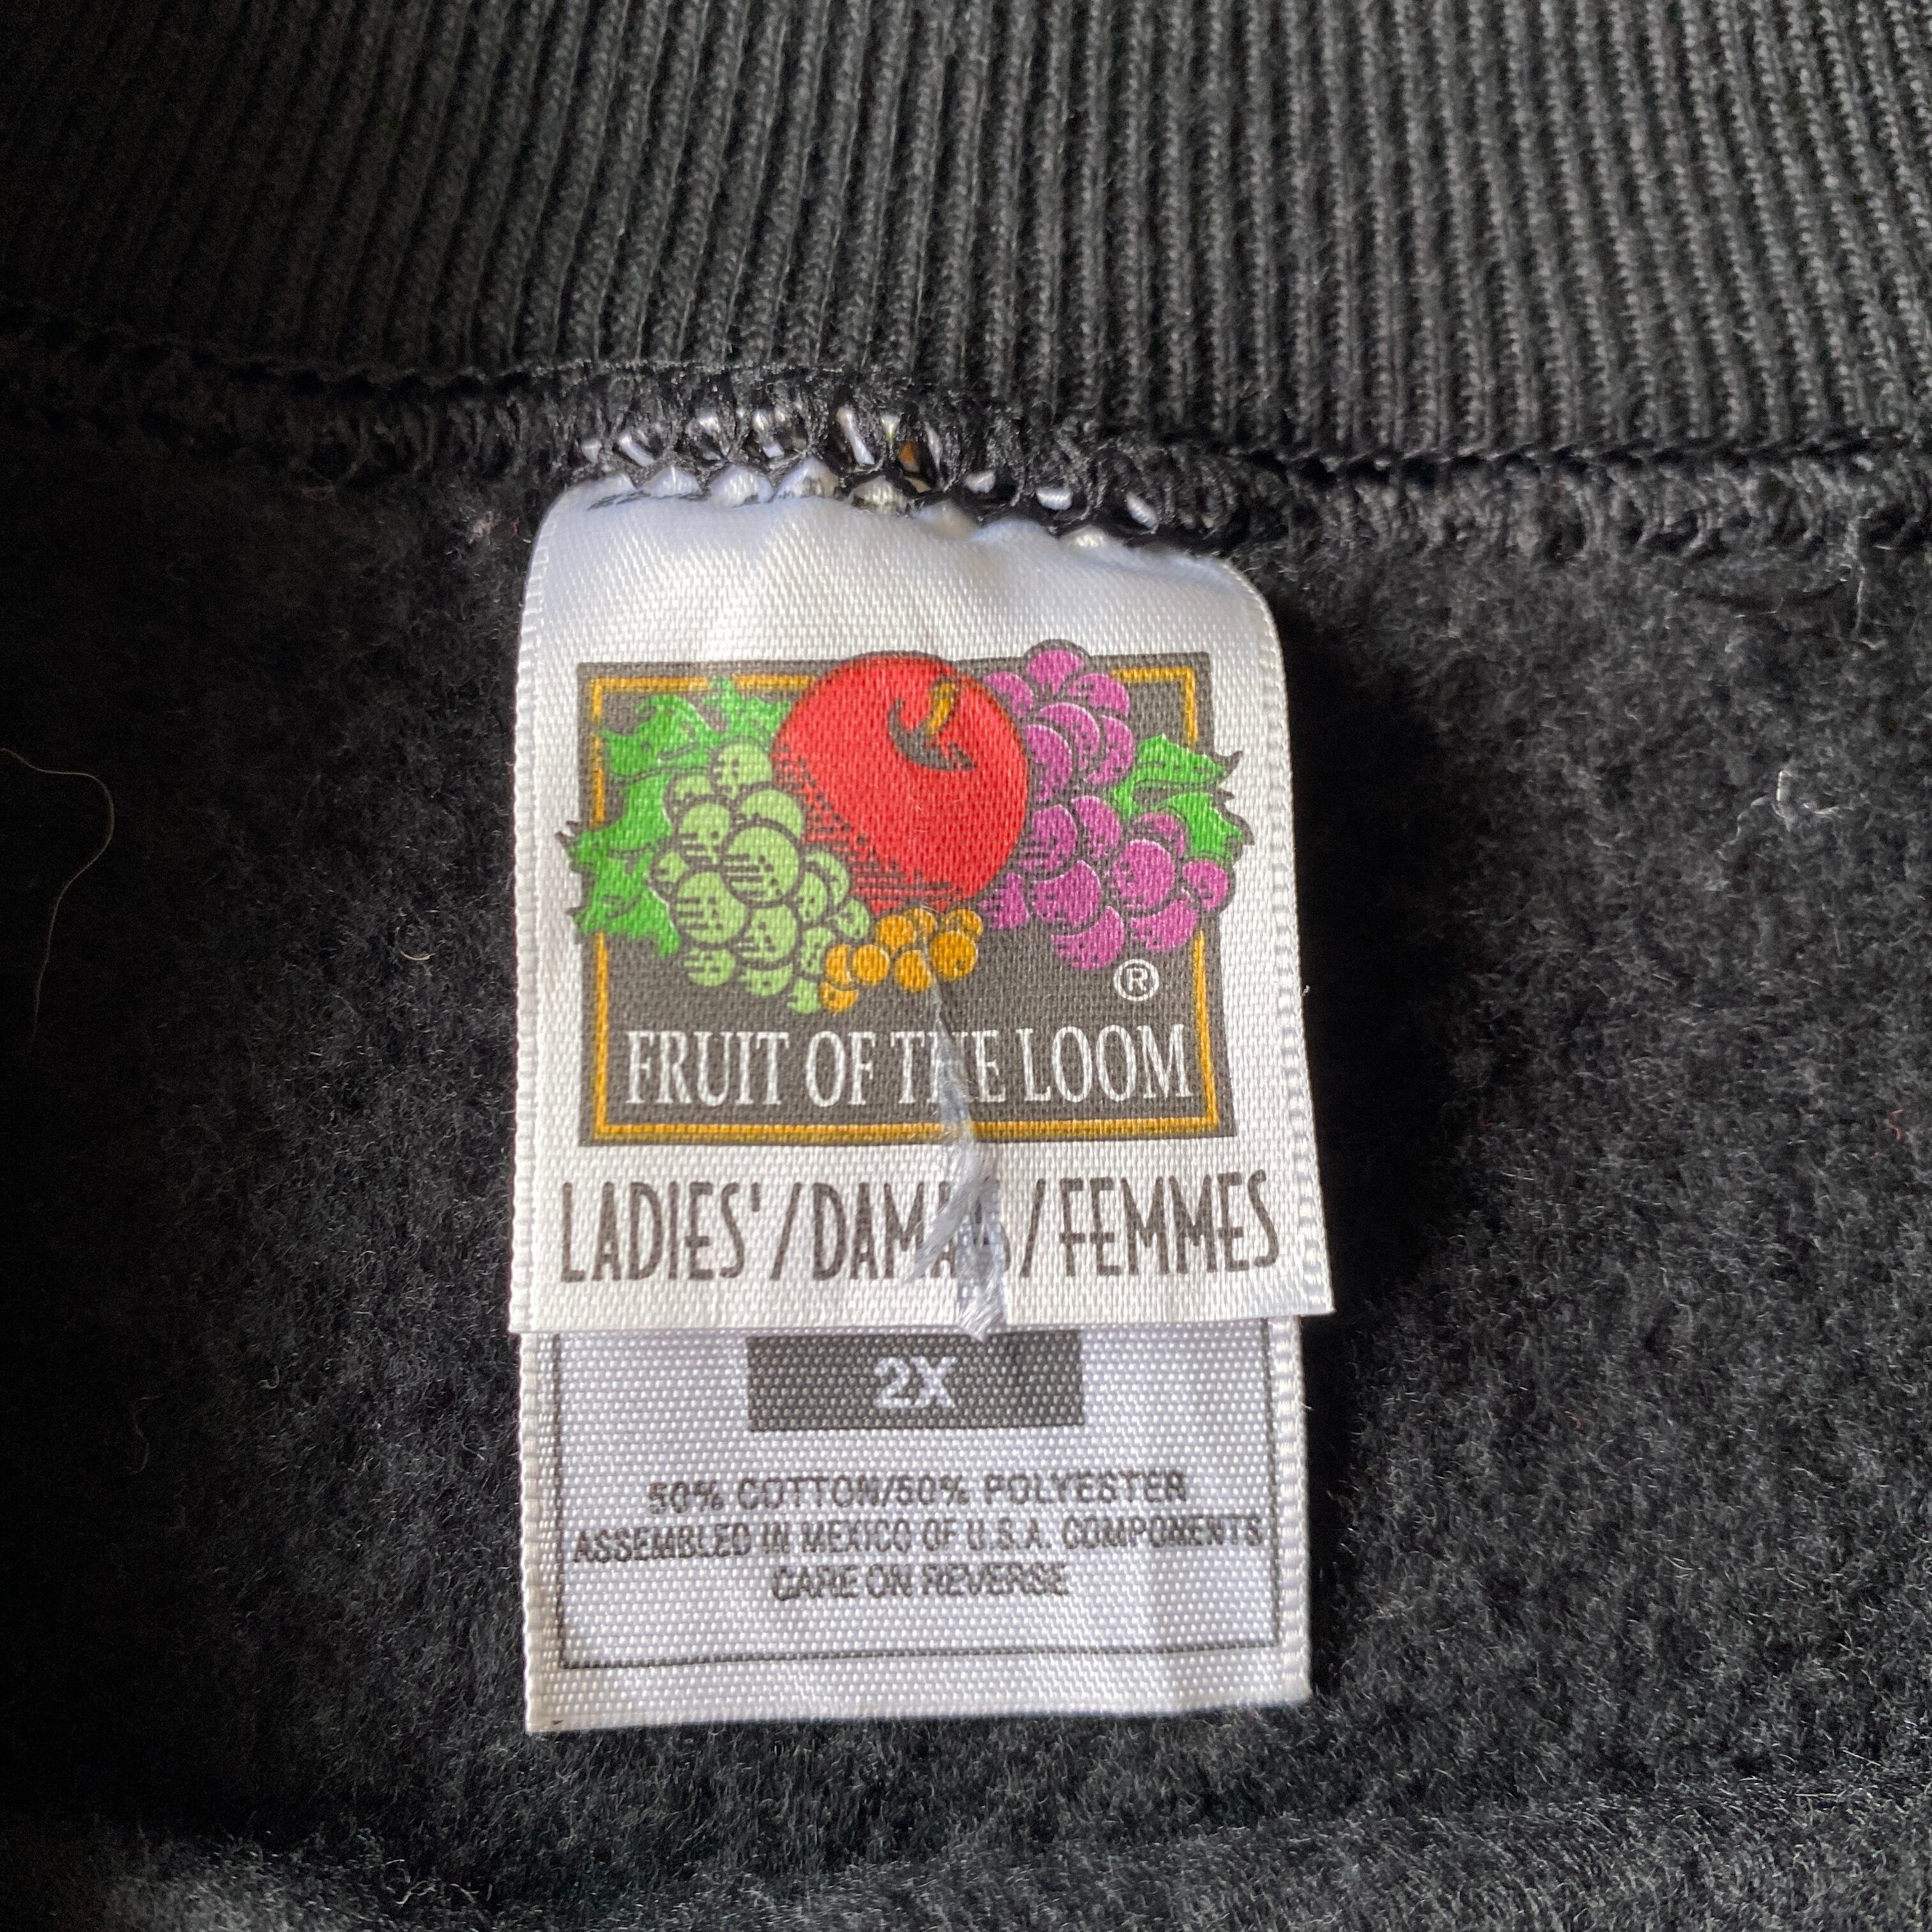 ®
FRUIT OF THE LOOM
LADIES'/DAMAS/FEMMES
2X
50% COTTON/50% POLYESTER
ASSEMBLED IN MEXICO OF U.S.A. COMPONENTS
CARE ON REVERSE